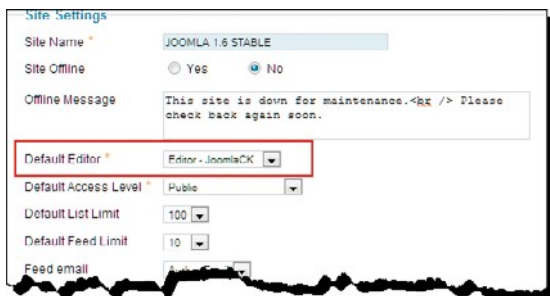 Site Settings
Site Name *
JOOMLA 1.6 STABLE
Site Offline
Yes
No
Offline Message
This site is down for maintenance.<br /> Please
check back again soon.
Default Editor *
Editor - JoomlaCK
Default Access Level *
Public
Default List Limit
100
Default Feed Limit
10
Feed email